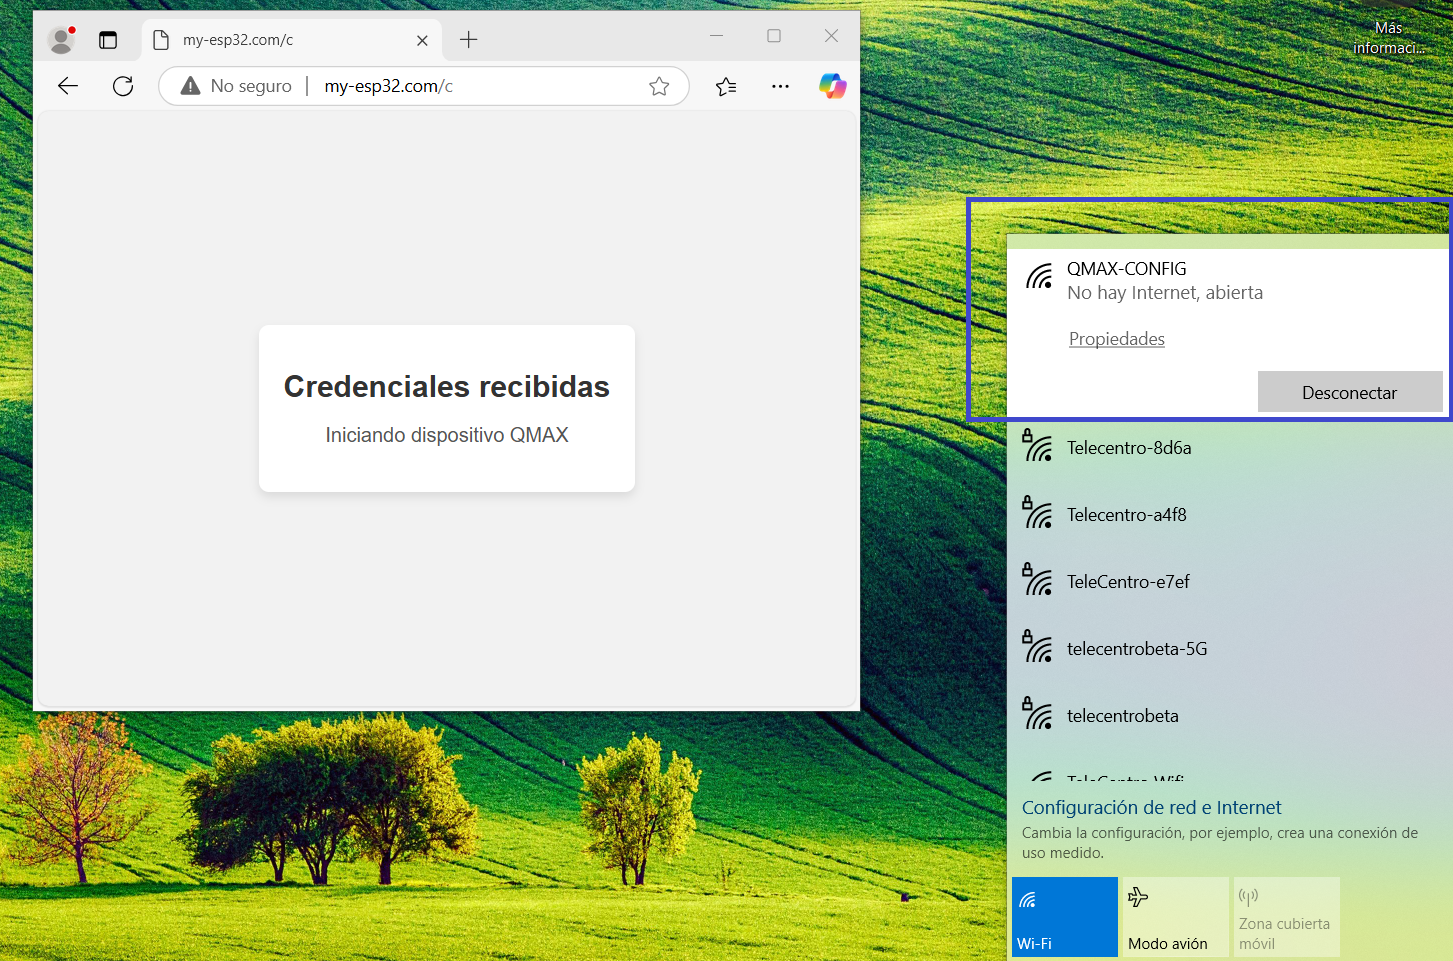 my-esp32.com/c
No seguro
my-esp32.com/c
Credenciales recibidas
Iniciando dispositivo QMAX
Más
informaci...
QMAX-CONFIG
No hay Internet, abierta
Propiedades
Desconectar
Telecentro-8d6a
Telecentro-a4f8
TeleCentro-e7ef
telecentrobeta-5G
telecentrobeta
TeleCentro Wifi
Configuración de red e Internet
Cambia la configuración, por ejemplo, crea una conexión de
uso medido.
Wi-Fi
Modo avión
Zona cubierta
móvil